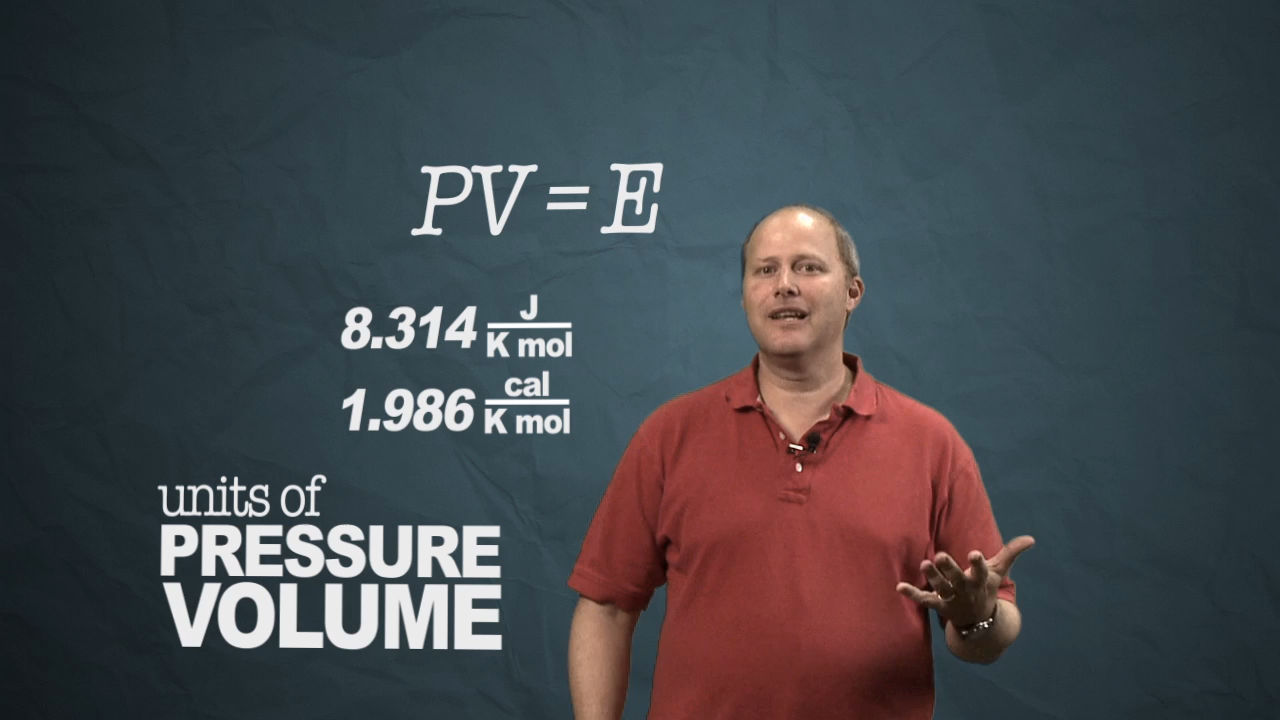 PV = E
8.314 J/K mol
1.986 cal/K mol
units of
PRESSURE
VOLUME